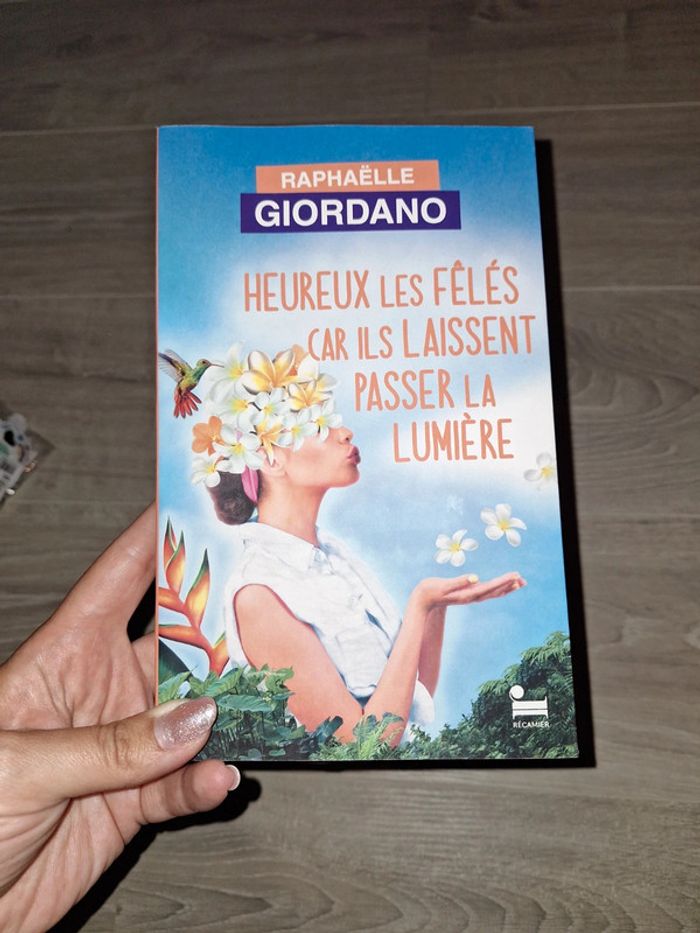 RAPHAËLLE
GIORDANO
HEUREUX LES FÊLÉS
CAR ILS LAISSENT
PASSER LA
LUMIÈRE
RÉCAMIER